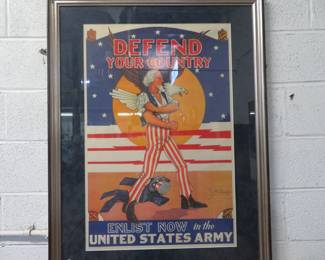 DEFEND
YOUR COUNTRY
ENLIST NOW in the
UNITED STATES ARMY